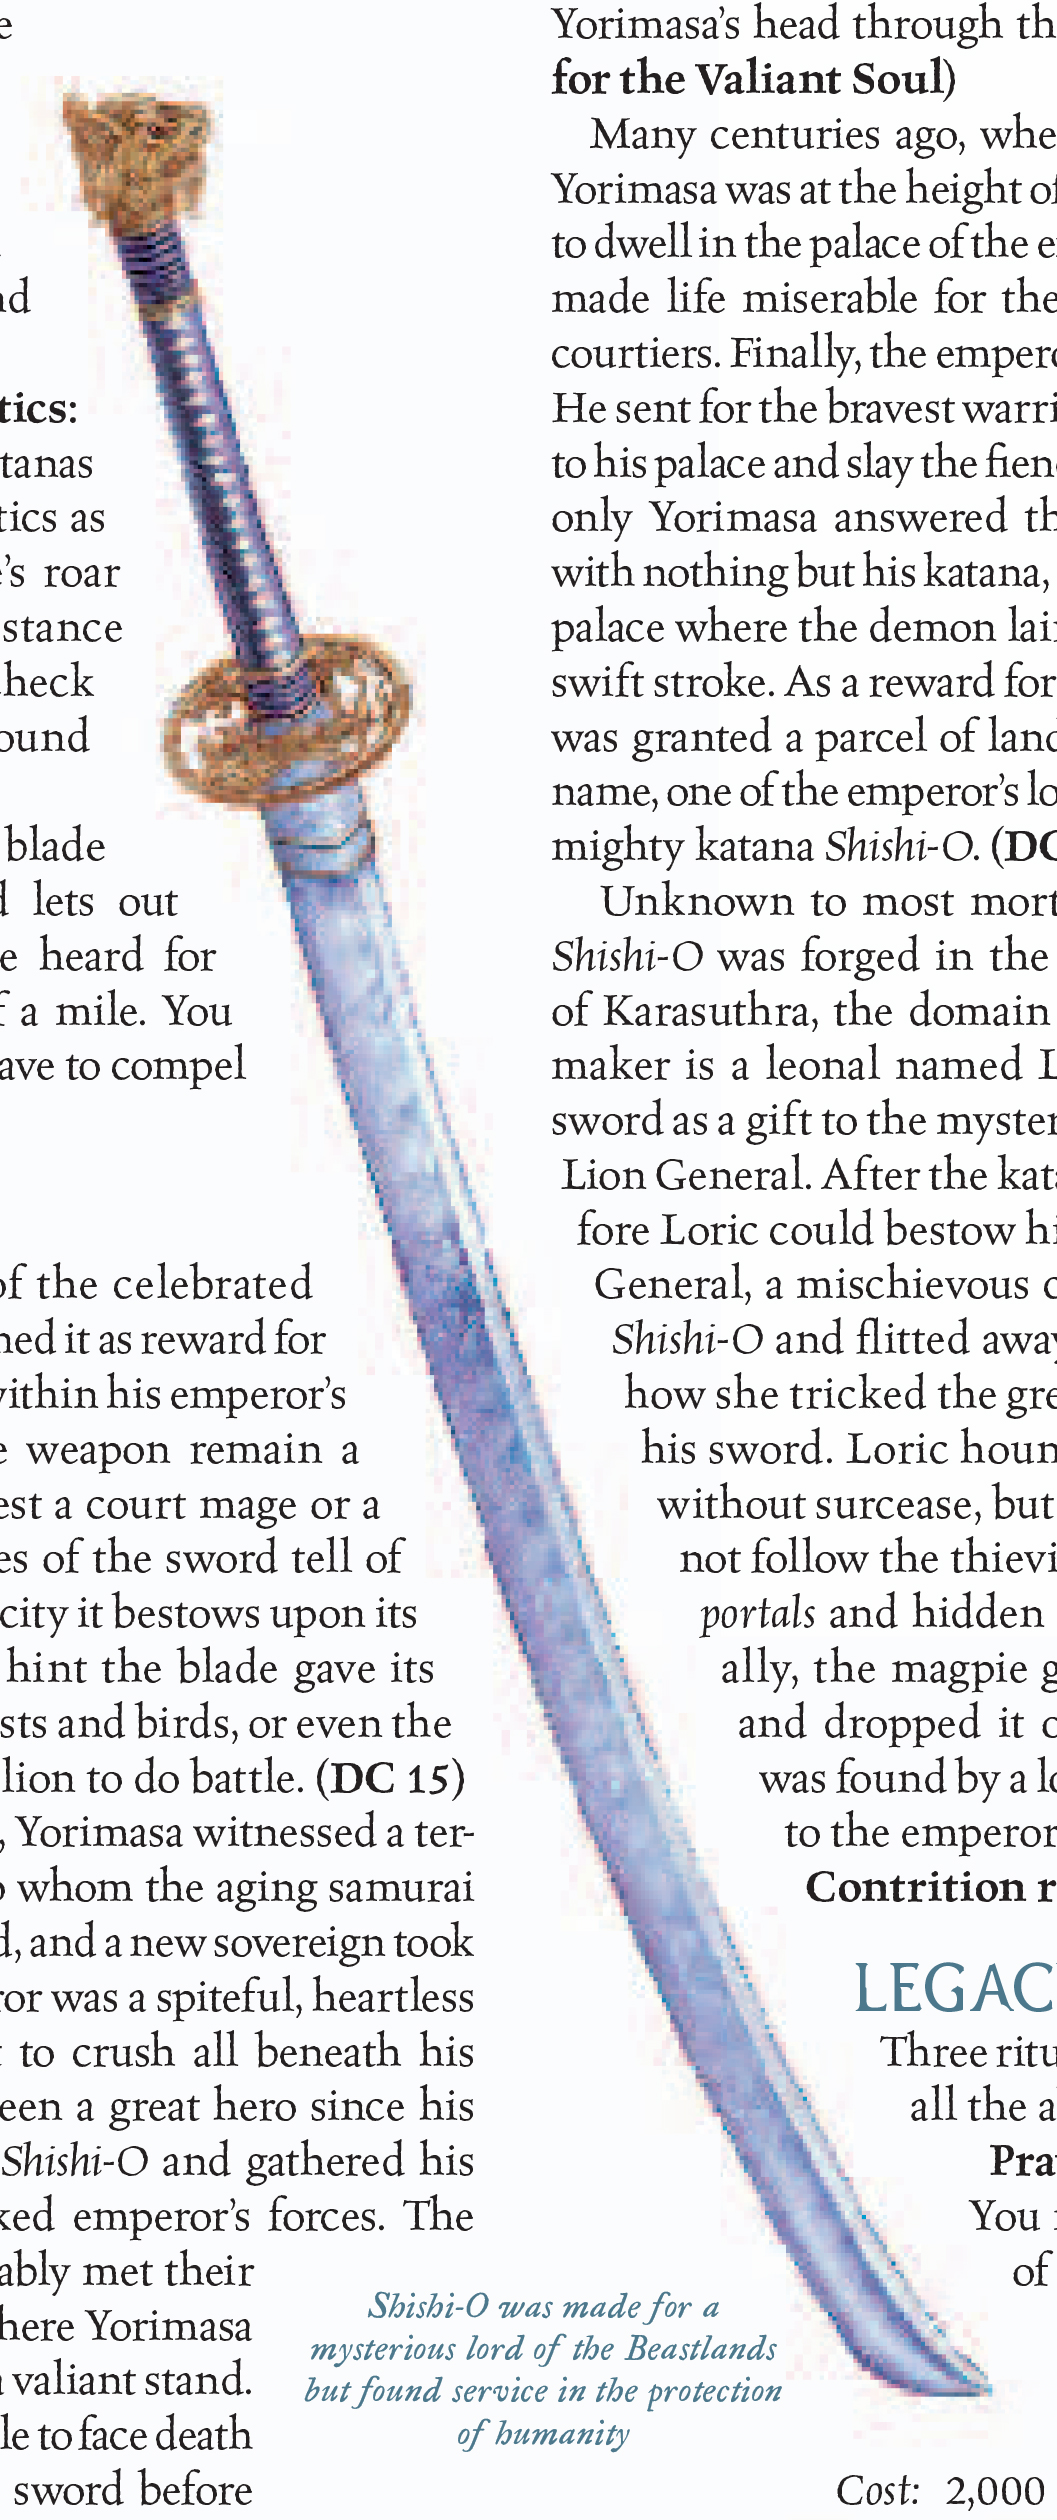 e
nd
tics:
tanas
tics as
e's roar
stance
heck
ound
blade
d lets out
e heard for
f a mile. You
ave to compel
of the celebrated
ned it as reward for
within his emperor's
e weapon remain a
est a court mage or a
es of the sword tell of
city it bestows upon its
hint the blade gave its
sts and birds, or even the
lion to do battle. (DC 15)
, Yorimasa witnessed a ter-
o whom the aging samurai
d, and a new sovereign took
ror was a spiteful, heartless
t to crush all beneath his
een a great hero since his
Shishi-O and gathered his
ked emperor's forces. The
ably met their
here Yorimasa
a valiant stand.
le to face death
sword before
Shishi-O was made for a
mysterious lord of the Beastlands
but found service in the protection
of humanity
Yorimasa's head through th
for the Valiant Soul)
Many centuries ago, whe
Yorimasa was at the height of
to dwell in the palace of the e
made life miserable for the
courtiers. Finally, the empero
He sent for the bravest warri
to his palace and slay the fien
only Yorimasa answered th
with nothing but his katana,
palace where the demon lai
swift stroke. As a reward for
was granted a parcel of land
name, one of the emperor's lo
mighty katana Shishi-O. (DC
Unknown to most mort
Shishi-O was forged in the
of Karasuthra, the domain
maker is a leonal named L
sword as a gift to the myster
Lion General. After the kata
fore Loric could bestow hi
General, a mischievous c
Shishi-O and flitted away
how she tricked the gre
his sword. Loric houn
without surcease, but
not follow the thievi
portals and hidden
ally, the magpie g
and dropped it o
was found by a lo
to the emperor
Contrition r
LEGAC
Three ritu
all the a
Pra
You
of
Cost: 2,000